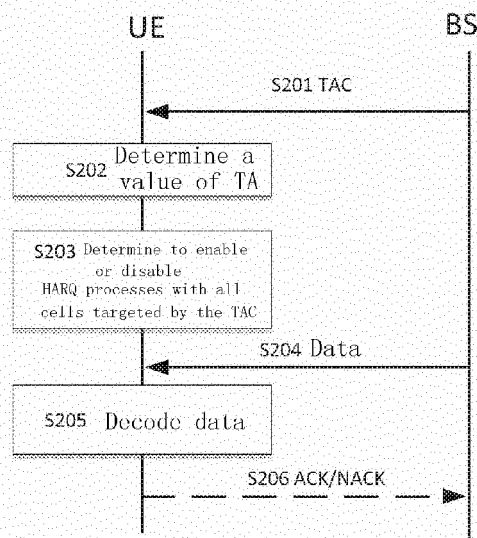 UE BS
S201 TAC
S202 Determine a
value of TA
S203 Determine to enable
or disable
HARQ processes with all
cells targeted by the TAC
S204 Data
S205 Decode data
S206 ACK/NACK